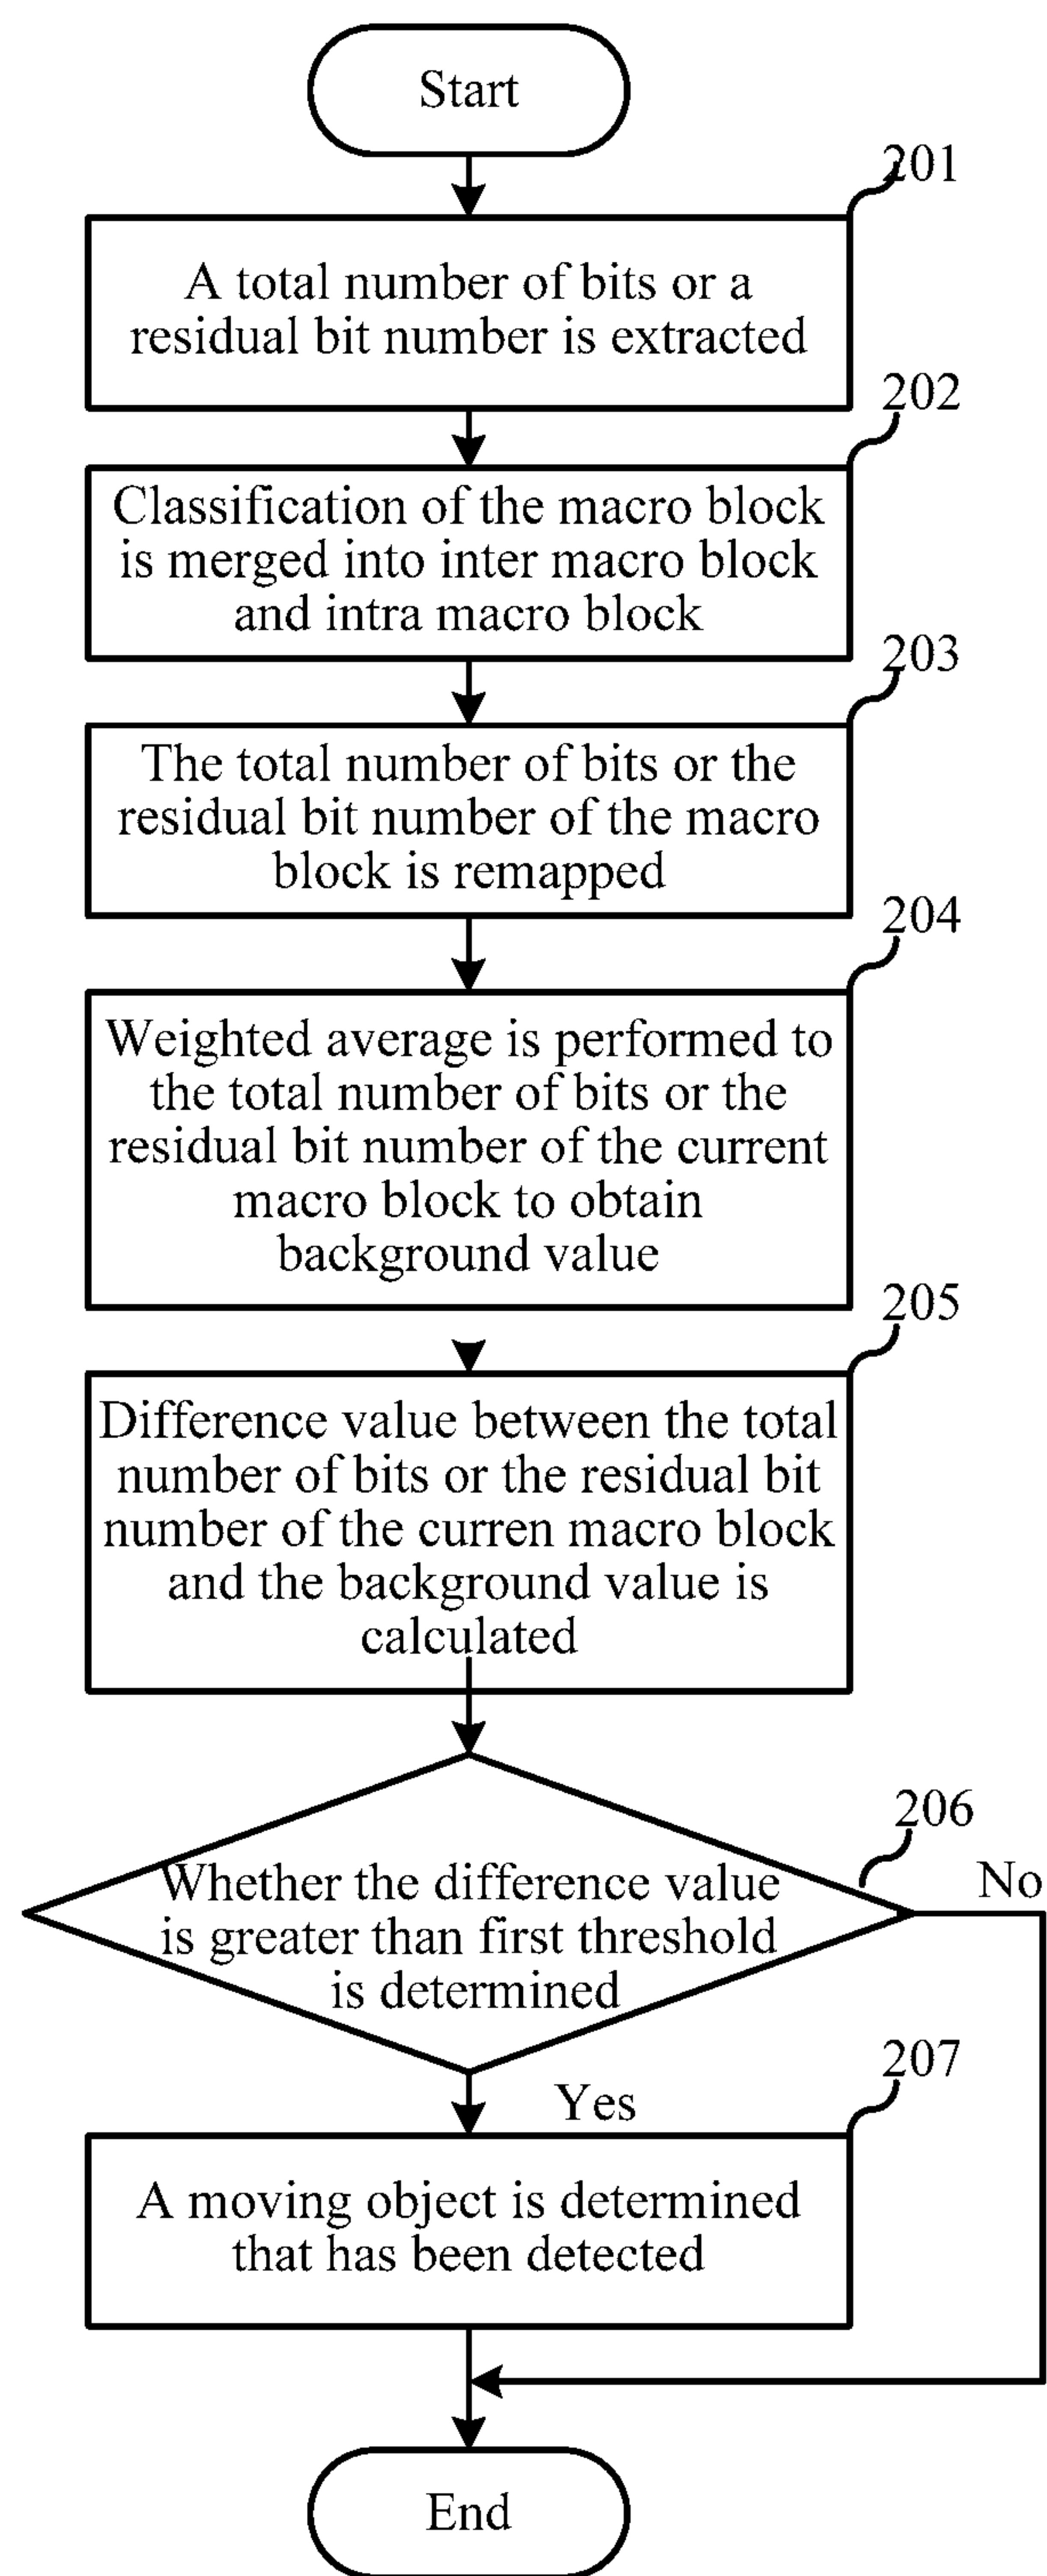 Start
201
A total number of bits or a
residual bit number is extracted
202
Classification of the macro block
is merged into inter macro block
and intra macro block
203
The total number of bits or the
residual bit number of the macro
block is remapped
204
Weighted average is performed to
the total number of bits or the
residual bit number of the current
macro block to obtain
background value
205
Difference value between the total
number of bits or the residual bit
number of the curren macro block
and the background value is
calculated
206
No
Whether the difference value
is greater than first threshold
is determined
207
Yes
A moving object is determined
that has been detected
End